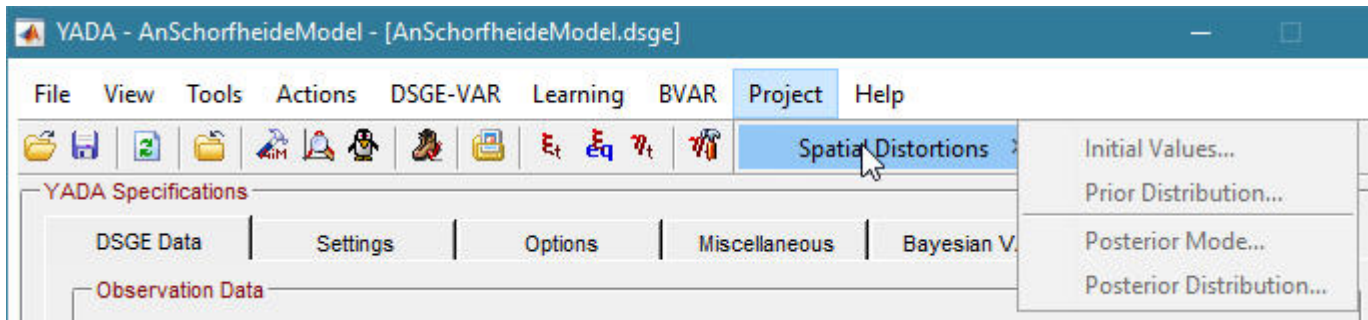 YADA - AnSchorfheideModel - [AnSchorfheideModel.dsge]
File View Tools Actions DSGE-VAR Learning BVAR Project Help
Spatial Distortions
Initial Values...
Prior Distribution...
Posterior Mode...
Posterior Distribution...
YADA Specifications
DSGE Data Settings Options Miscellaneous Bayesian V
Observation Data